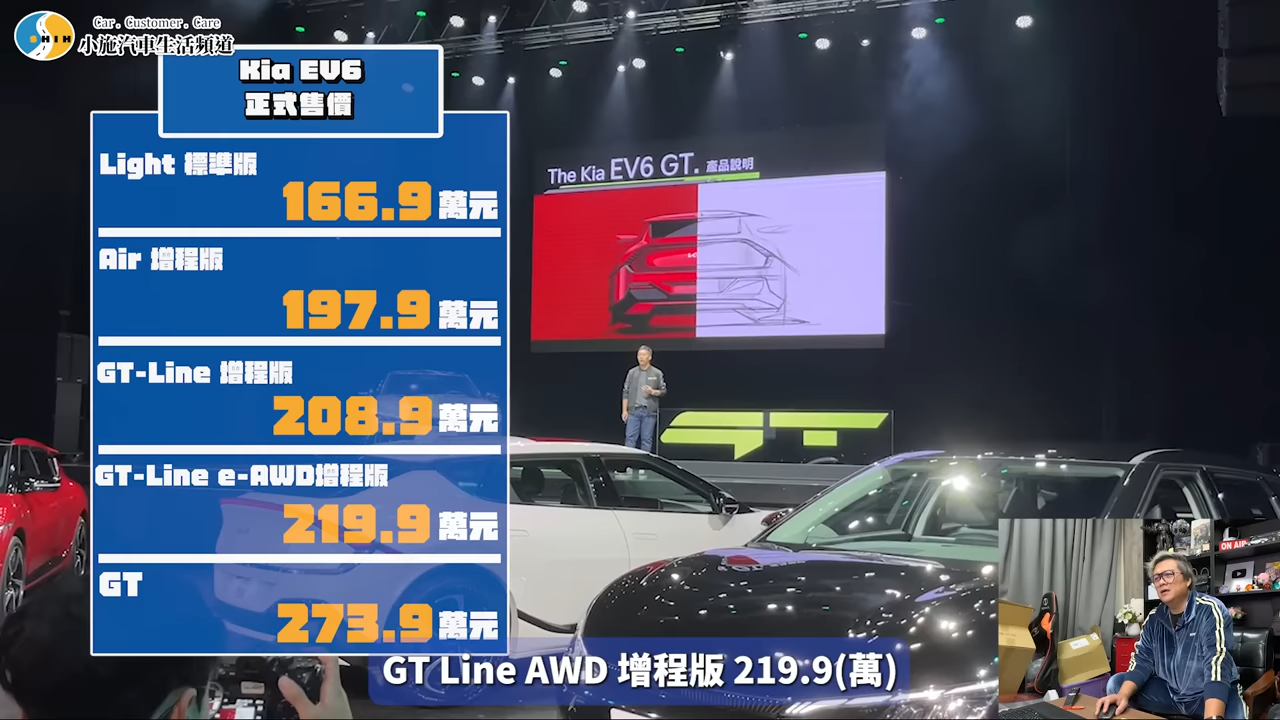 Car. Customer. Care
SHIH
小施汽車生活頻道
Kia EV6
正式售價
Light 標準版
166.9 萬元
Air 增程版
197.9 萬元
GT-Line 增程版
208.9 萬元
GT-Line e-AWD增程版
219.9 萬元
GT
273.9 萬元
The Kia EV6 GT. 產品說明
GT
ON AIR
GT Line AWD 增程版 219.9(萬)